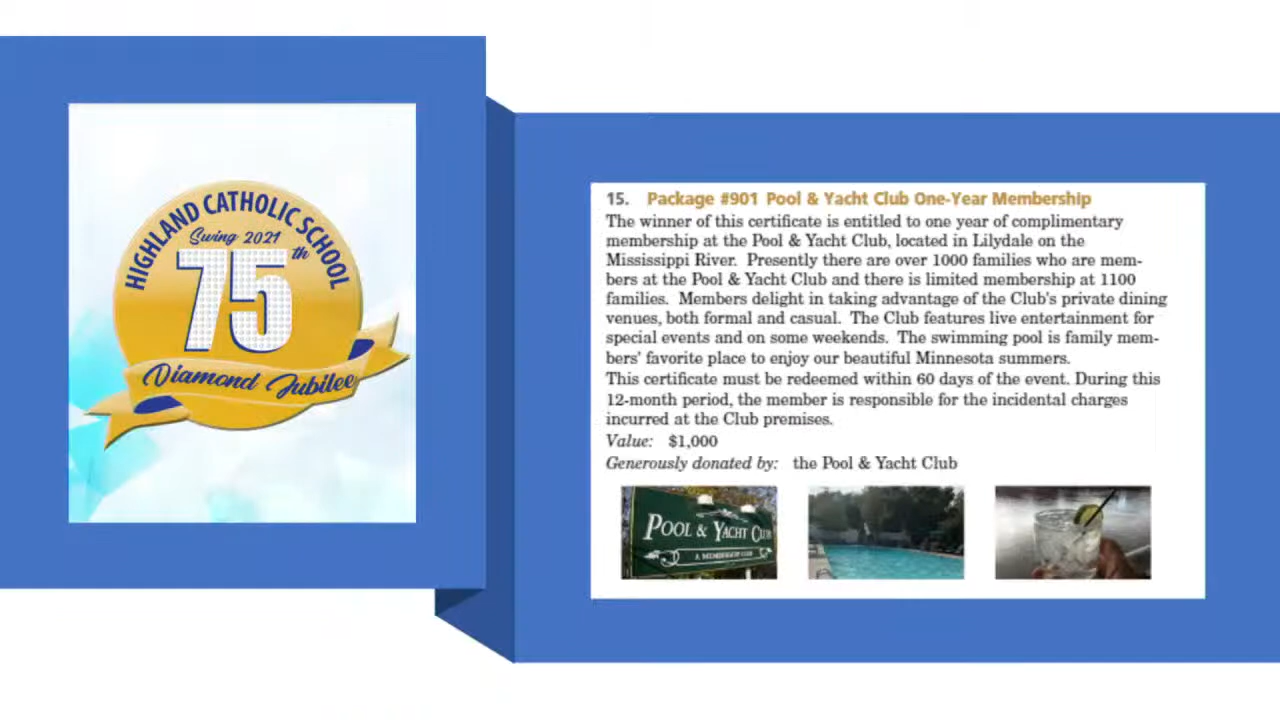 HIGHLAND CATHOLIC SCHOOL
Swing 2021
75th
Diamond Jubilee
15. Package #901 Pool & Yacht Club One-Year Membership
The winner of this certificate is entitled to one year of complimentary
membership at the Pool & Yacht Club, located in Lilydale on the
Mississippi River. Presently there are over 1000 families who are mem-
bers at the Pool & Yacht Club and there is limited membership at 1100
families. Members delight in taking advantage of the Club's private dining
venues, both formal and casual. The Club features live entertainment for
special events and on some weekends. The swimming pool is family mem-
bers' favorite place to enjoy our beautiful Minnesota summers.
This certificate must be redeemed within 60 days of the event. During this
12-month period, the member is responsible for the incidental charges
incurred at the Club premises.
Value: $1,000
Generously donated by: the Pool & Yacht Club
POOL & YACHT CLUB
A MEMBERSHIP CLUB